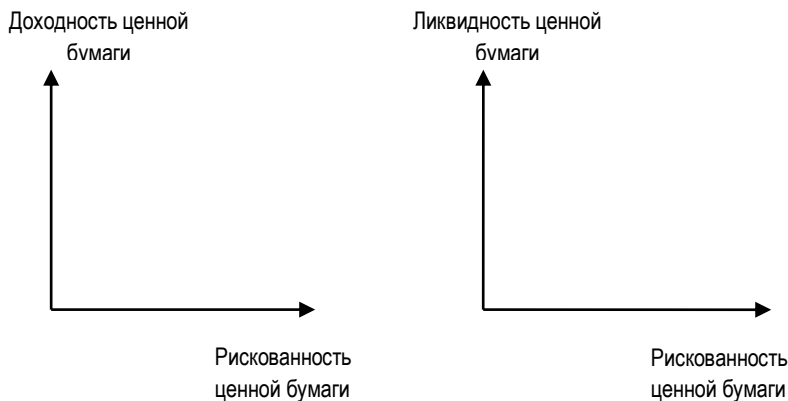 Доходность ценной
бумаги
Ликвидность ценной
бумаги
Рискованность
ценной бумаги
Рискованность
ценной бумаги